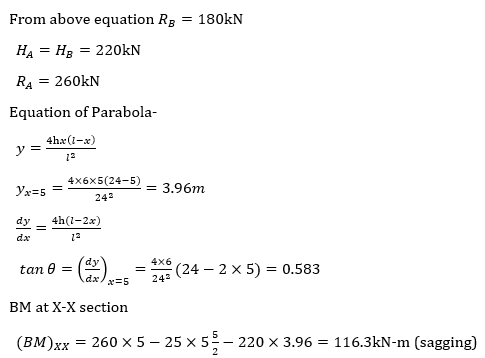 From above equation R_B = 180kN
H_A = H_B = 220kN
R_A = 260kN
Equation of Parabola-
y = 4hx(l−x)/l²
y_x=5 = 4×6×5(24−5)/24² = 3.96m
dy/dx = 4h(l−2x)/l²
tan θ = (dy/dx)_x=5 = 4×6/24² (24 − 2 × 5) = 0.583
BM at X-X section
(BM)_XX = 260 × 5 − 25 × 5 5/2 − 220 × 3.96 = 116.3kN-m (sagging)